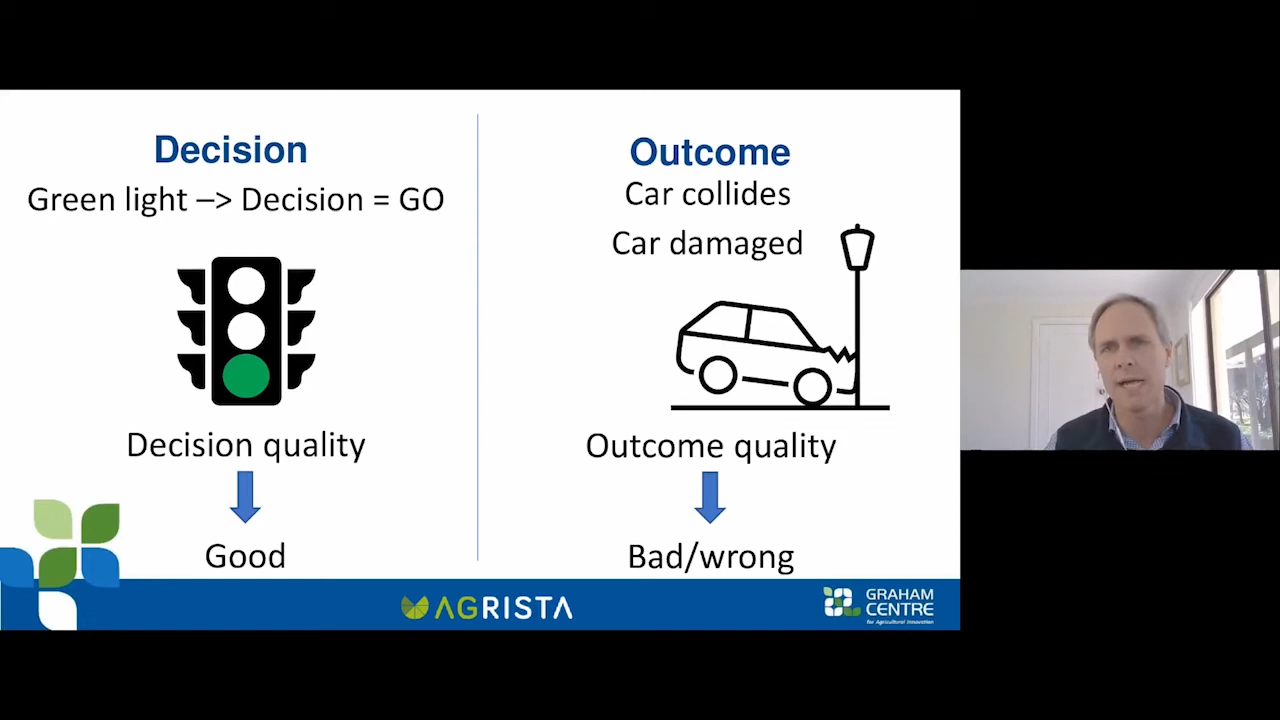 Decision
Green light –> Decision = GO
Decision quality
Good
Outcome
Car collides
Car damaged
Outcome quality
Bad/wrong
AGRISTA
GRAHAM
CENTRE
for Agricultural Innovation